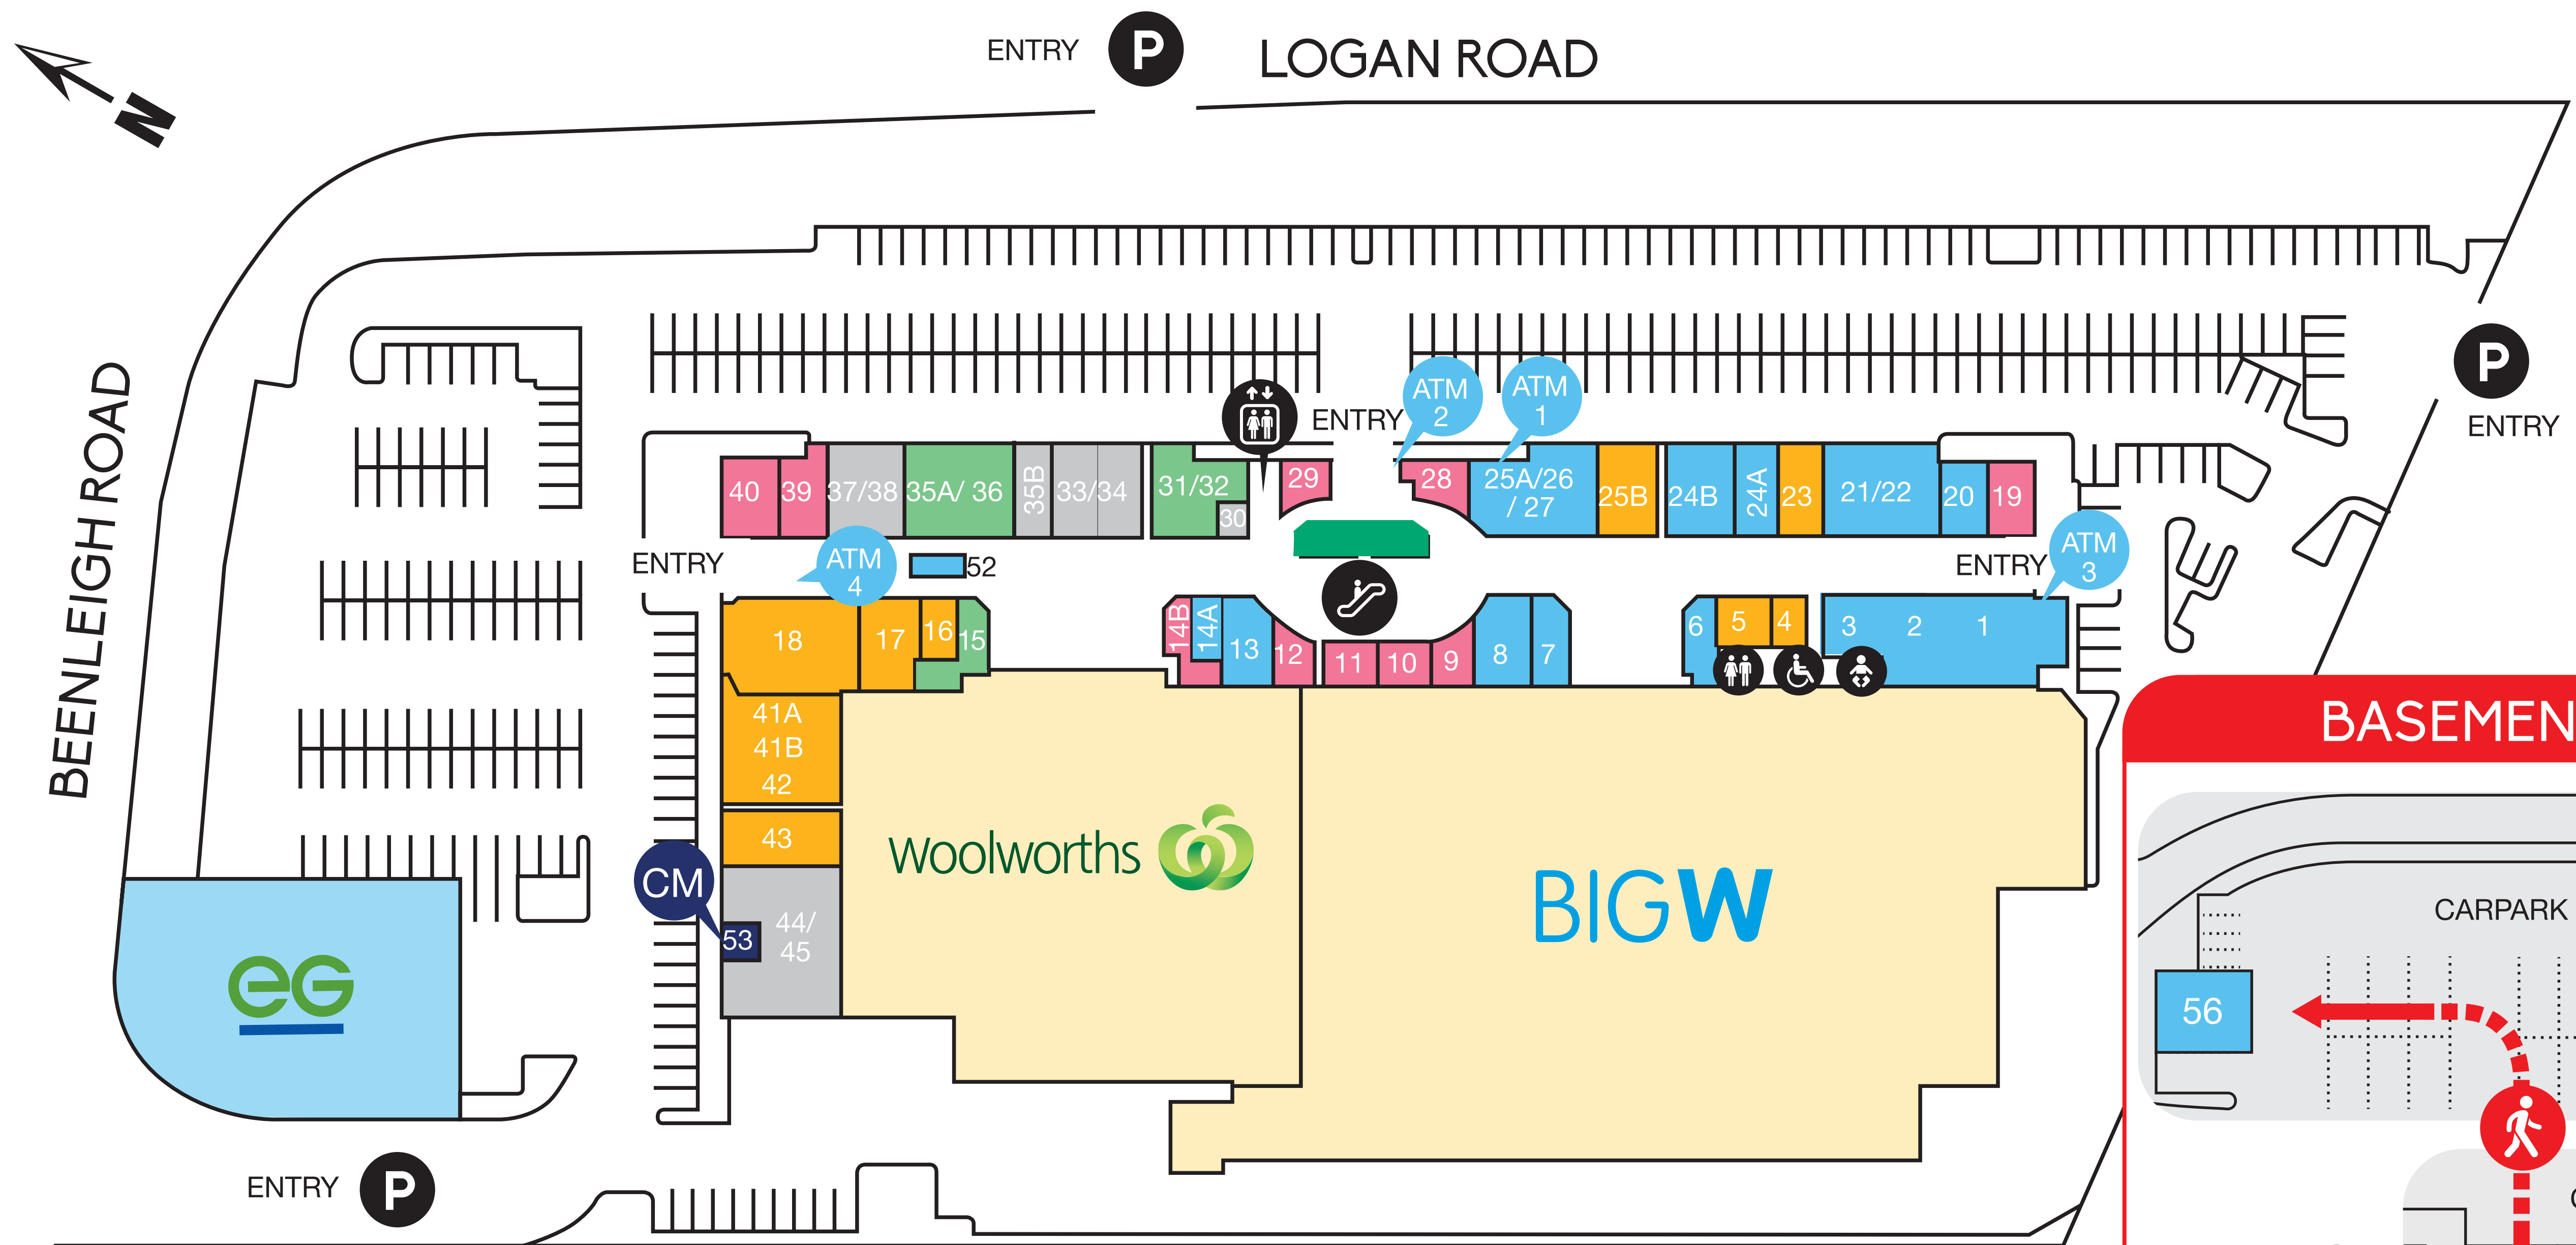 ENTRY
P
LOGAN ROAD
N
BEENLEIGH ROAD
P
ENTRY
ENTRY
ATM
2
ATM
1
40
39
37/38
35A/ 36
35B
33/34
31/32
30
29
28
25A/26
/ 27
25B
24B
24A
23
21/22
20
19
ENTRY
ATM
4
52
ENTRY
ATM
3
18
17
16
15
14B
14A
13
12
11
10
9
8
7
6
5
4
3
2
1
41A
41B
42
43
CM
53
44/
45
Woolworths
BIGW
eG
ENTRY
P
BASEMEN
CARPARK
56